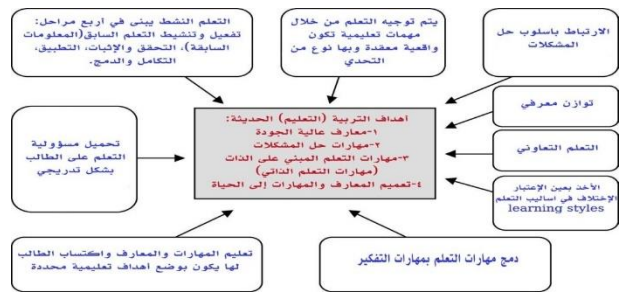 الارتباط باسلوب حل
المشكلات
يتم توجيه التعلم من خلال
مهمات تعليمية تكون
واقعية معقدة وبها نوع من
التحدي
التعلم النشط يبنى في أربع مراحل:
تفعيل وتنشيط التعلم السابق(المعلومات
السابقة)، التحقق والإثبات، التطبيق،
التكامل والدمج.
أهداف التربية (التعليم) الحديثة:
١-معارف عالية الجودة
٢-مهارات حل المشكلات
٣-مهارات التعلم المبني على الذات
(مهارات التعلم الذاتي)
٤-تعميم المعارف والمهارات إلى الحياة
توازن معرفي
التعلم التعاوني
الأخذ بعين الإعتبار
الإختلاف في اساليب التعلم
learning styles
تحميل مسؤولية
التعلم على الطالب
بشكل تدريجي
دمج مهارات التعلم بمهارات التفكير
تعليم المهارات والمعارف واكتساب الطالب
لها يكون بوضع أهداف تعليمية محددة